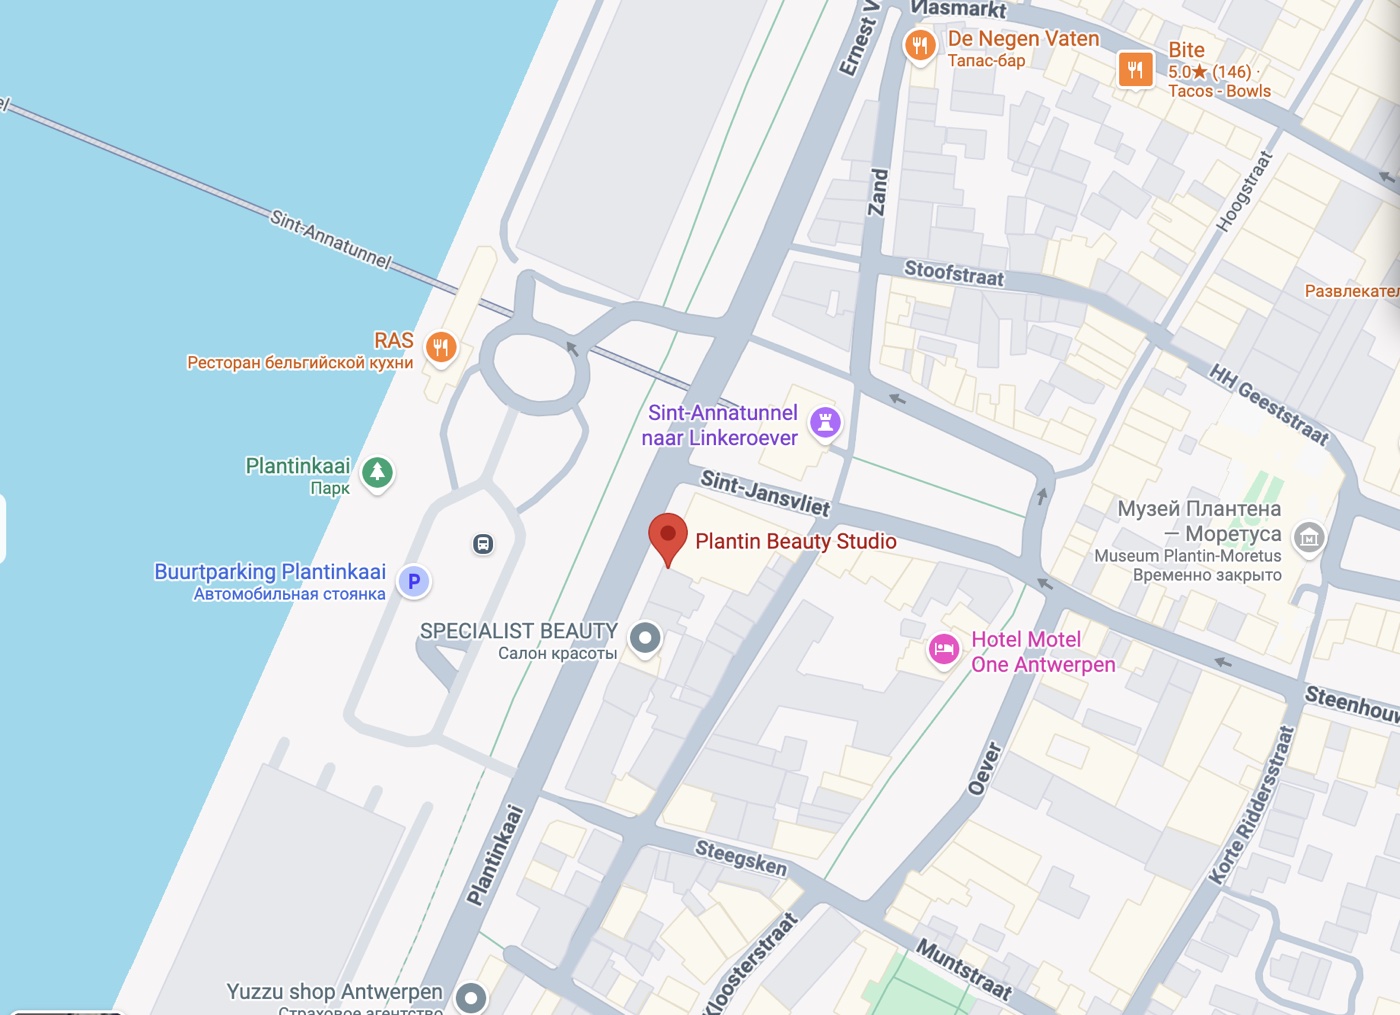 Vlasmarkt
Ernest V
De Negen Vaten
Тапас-бар
Bite
5.0★ (146) ·
Tacos - Bowls
el
Sint-Annatunnel
Zand
Hoogstraat
Stoofstraat
Развлекател
RAS
Ресторан бельгийской кухни
HH Geeststraat
Sint-Annatunnel
naar Linkeroever
Plantinkaai
Парк
Sint-Jansvliet
Музей Плантена
— Моретуса
Museum Plantin-Moretus
Временно закрыто
Plantin Beauty Studio
Buurtparking Plantinkaai
Автомобильная стоянка
P
SPECIALIST BEAUTY
Салон красоты
Hotel Motel
One Antwerpen
Steenhouw
Oever
Korte Riddersstraat
Plantinkaai
Steegsken
Kloosterstraat
Muntstraat
Yuzzu shop Antwerpen
Страховое агентство